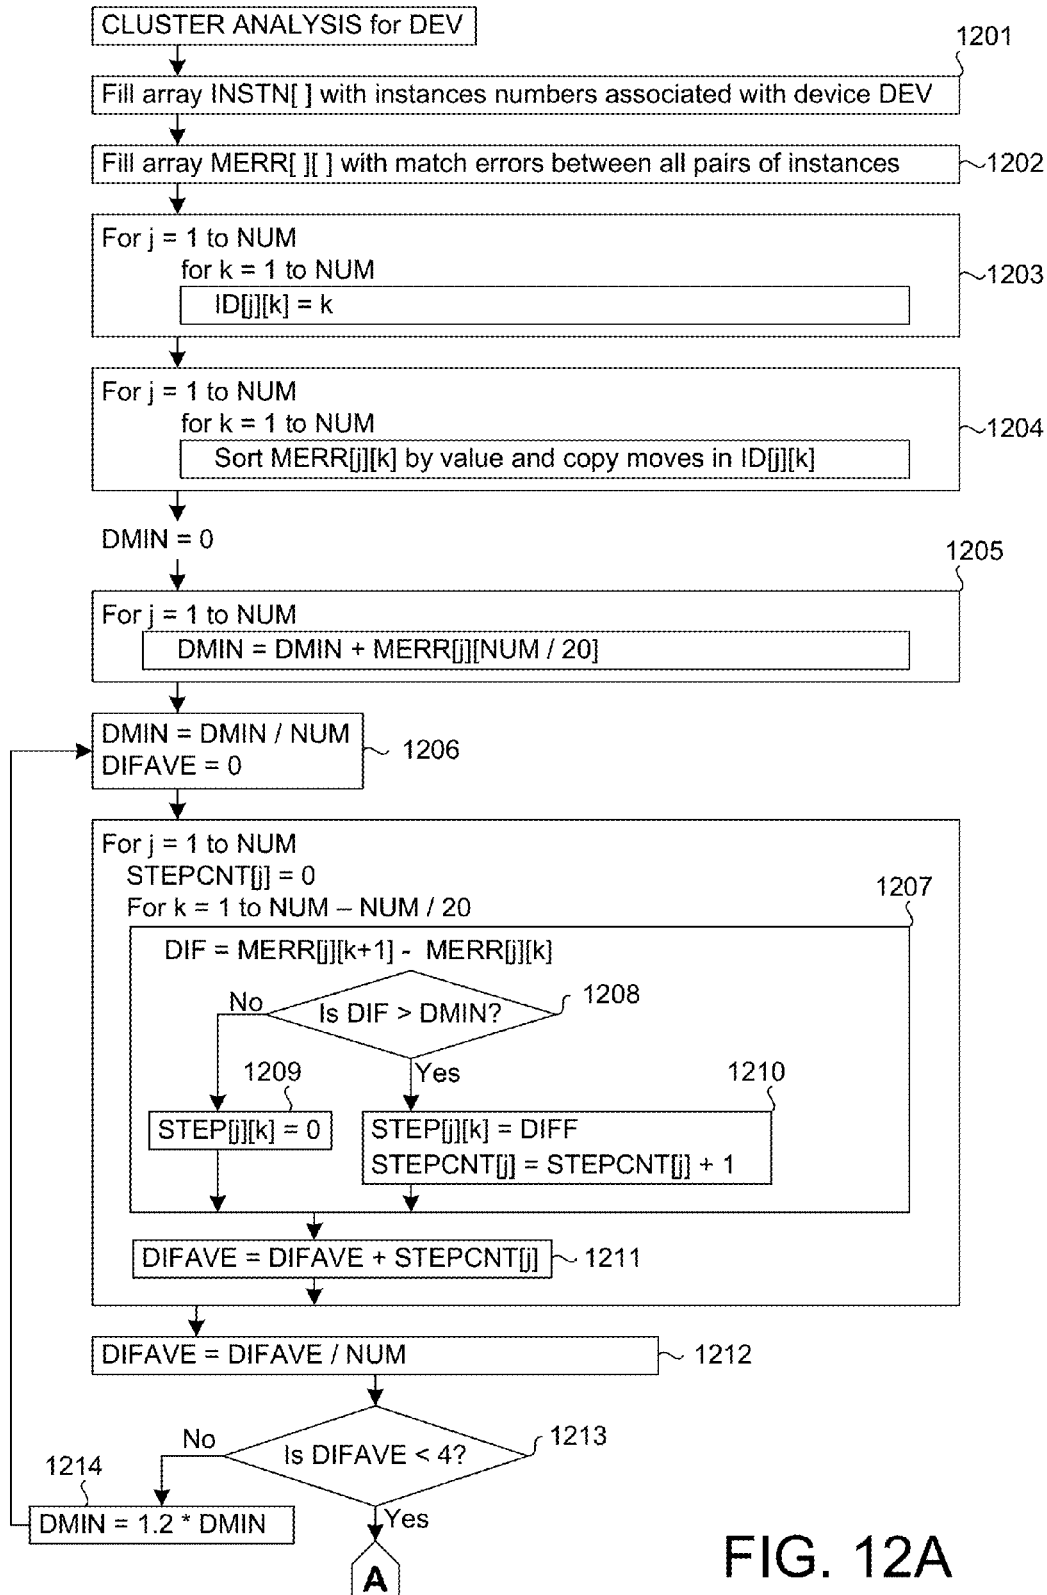 CLUSTER ANALYSIS for DEV
1201
Fill array INSTN[ ] with instances numbers associated with device DEV
Fill array MERR[ ][ ] with match errors between all pairs of instances
1202
For j = 1 to NUM
for k = 1 to NUM
1203
ID[j][k] = k
For j = 1 to NUM
for k = 1 to NUM
1204
Sort MERR[j][k] by value and copy moves in ID[j][k]
DMIN = 0
1205
For j = 1 to NUM
DMIN = DMIN + MERR[j][NUM / 20]
DMIN = DMIN / NUM
1206
DIFAVE = 0
For j = 1 to NUM
STEPCNT[j] = 0
1207
For k = 1 to NUM – NUM / 20
DIF = MERR[j][k+1] - MERR[j][k]
1208
No
Is DIF > DMIN?
Yes
1209
1210
STEP[j][k] = 0
STEP[j][k] = DIFF
STEPCNT[j] = STEPCNT[j] + 1
DIFAVE = DIFAVE + STEPCNT[j]
1211
DIFAVE = DIFAVE / NUM
1212
1213
No
Is DIFAVE < 4?
1214
DMIN = 1.2 * DMIN
Yes
A
FIG. 12A